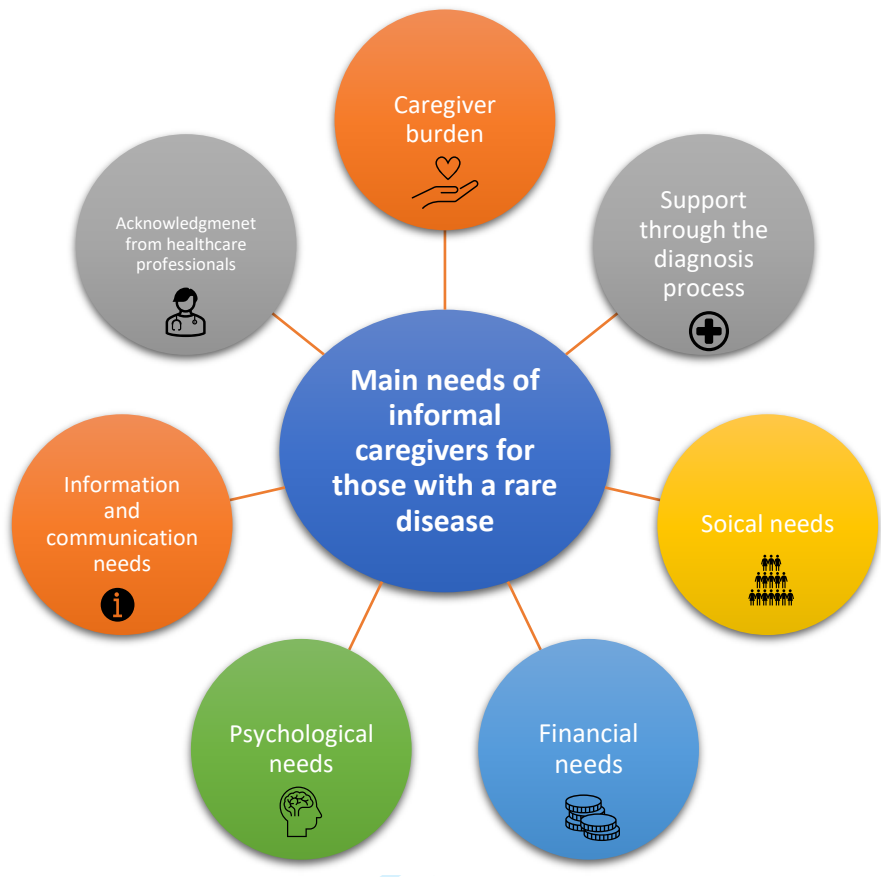 Caregiver
burden
Support
through the
diagnosis
process
Soical needs
Financial
needs
Psychological
needs
Information
and
communication
needs
i
Acknowledgmenet
from healthcare
professionals
Main needs of
informal
caregivers for
those with a rare
disease